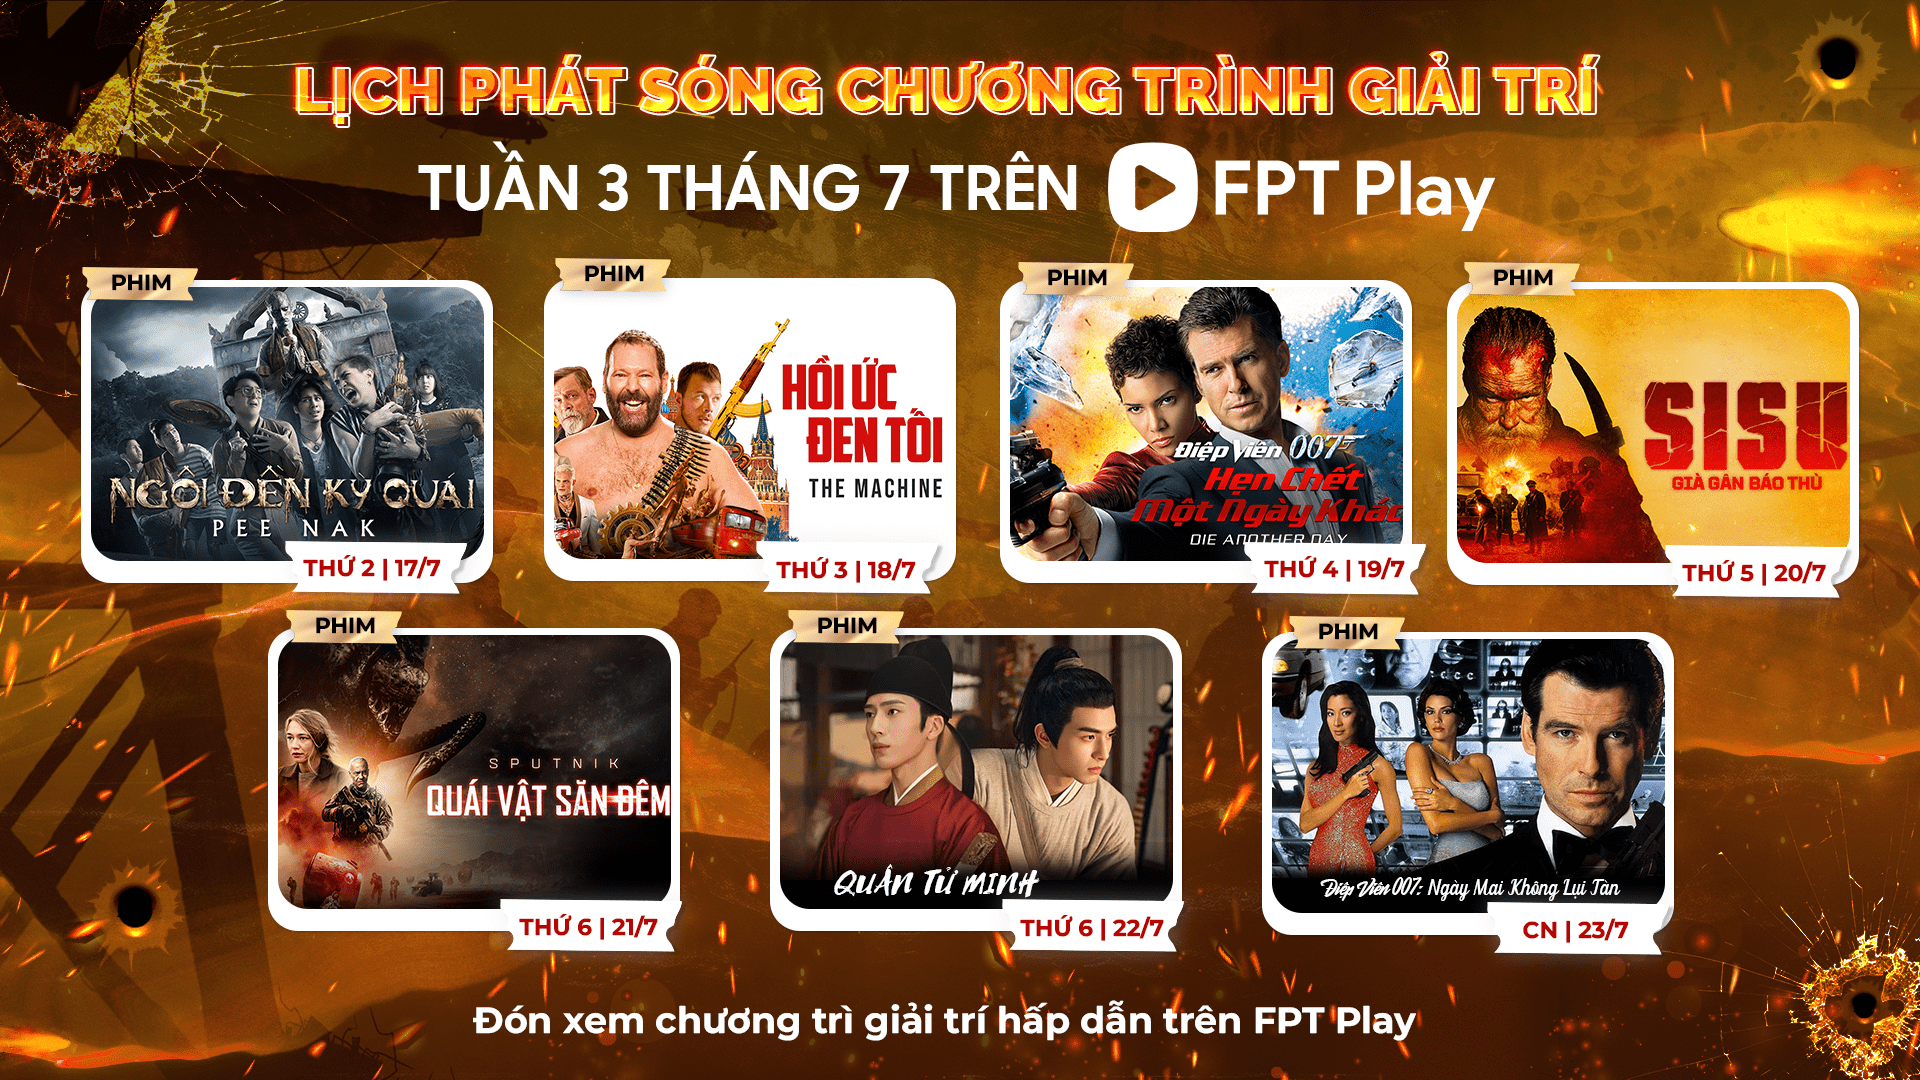 LỊCH PHÁT SÓNG CHƯƠNG TRÌNH GIẢI TRÍ
TUẦN 3 THÁNG 7 TRÊN FPT Play
PHIM
NGÔI ĐỀN KỲ QUÁI
PEE NAK
THỨ 2 | 17/7
PHIM
HỒI ỨC
ĐEN TỐI
THE MACHINE
THỨ 3 | 18/7
PHIM
Điệp Viên 007
Hẹn Chết
Một Ngày Khác
DIE ANOTHER DAY
THỨ 4 | 19/7
PHIM
SISU
GIÀ GÂN BÁO THÙ
THỨ 5 | 20/7
PHIM
SPUTNIK
QUÁI VẬT SĂN ĐÊM
THỨ 6 | 21/7
PHIM
QUÂN TỬ MINH
THỨ 6 | 22/7
PHIM
Điệp Viên 007: Ngày Mai Không Lụi Tàn
CN | 23/7
Đón xem chương trì giải trí hấp dẫn trên FPT Play